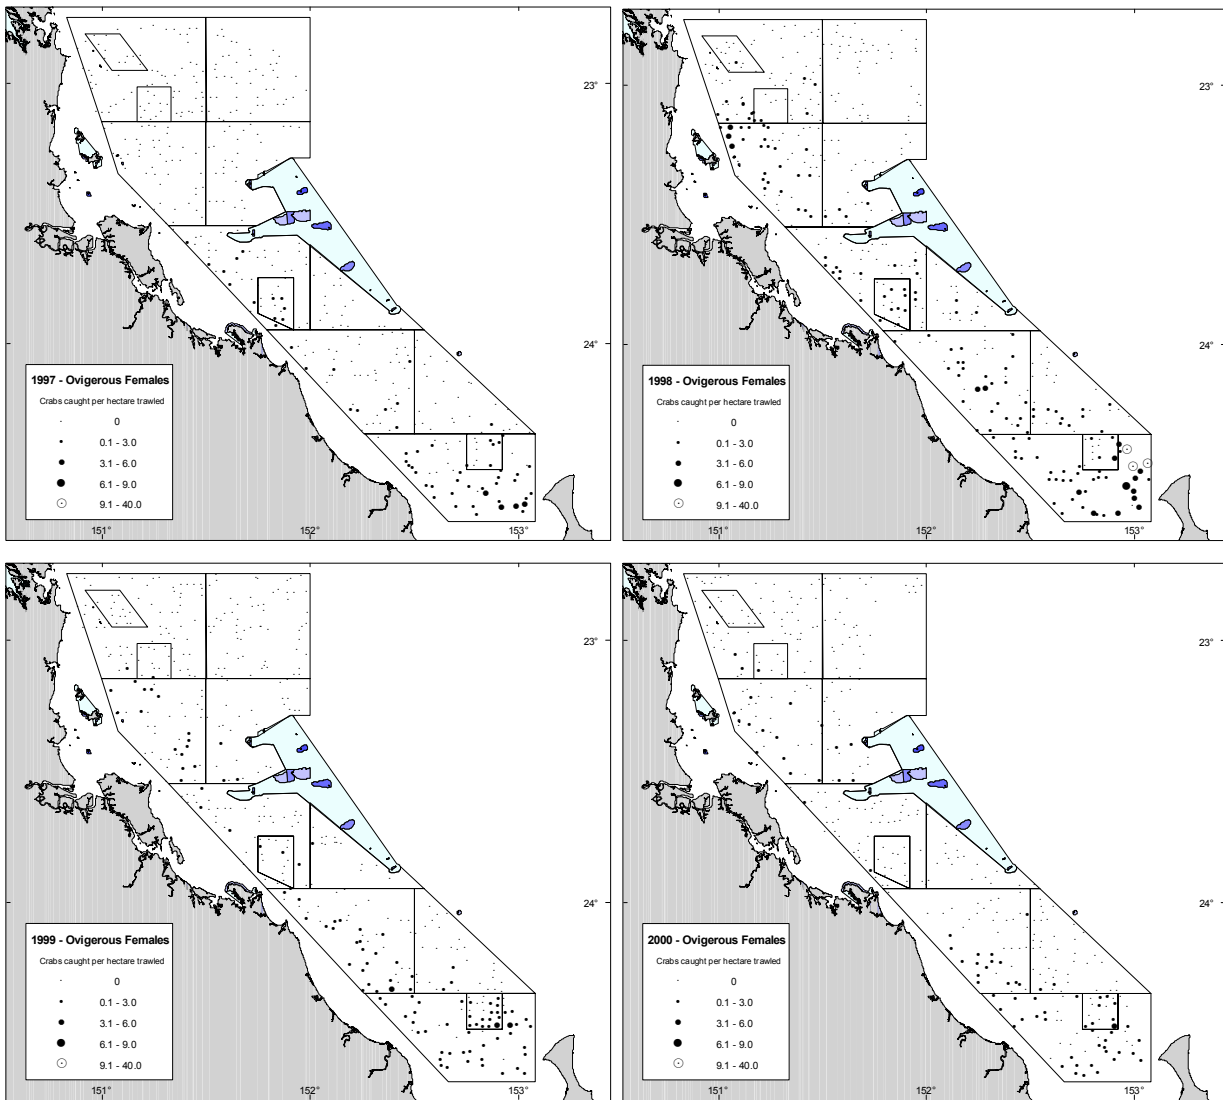 23°
24°
1997 - Ovigerous Females
Crabs caught per hectare trawled
0
0.1 - 3.0
3.1 - 6.0
6.1 - 9.0
9.1 - 40.0
151°
152°
153°
23°
24°
1998 - Ovigerous Females
Crabs caught per hectare trawled
0
0.1 - 3.0
3.1 - 6.0
6.1 - 9.0
9.1 - 40.0
151°
152°
153°
23°
24°
1999 - Ovigerous Females
Crabs caught per hectare trawled
0
0.1 - 3.0
3.1 - 6.0
6.1 - 9.0
9.1 - 40.0
151°
152°
153°
23°
24°
2000 - Ovigerous Females
Crabs caught per hectare trawled
0
0.1 - 3.0
3.1 - 6.0
6.1 - 9.0
9.1 - 40.0
151°
152°
153°